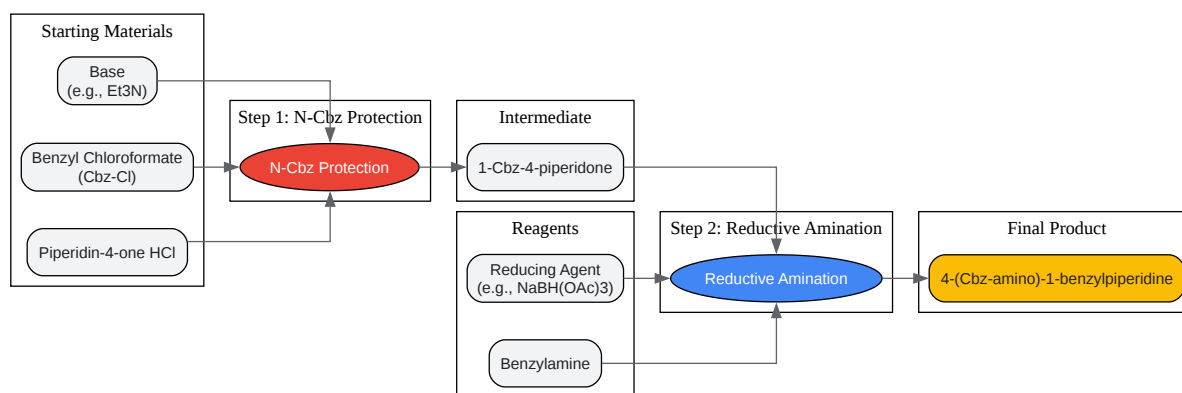 Starting Materials
Base
(e.g., Et3N)
Benzyl Chloroformate
(Cbz-Cl)
Piperidin-4-one HCl
Step 1: N-Cbz Protection
N-Cbz Protection
Intermediate
1-Cbz-4-piperidone
Reagents
Reducing Agent
(e.g., NaBH(OAc)3)
Benzylamine
Step 2: Reductive Amination
Reductive Amination
Final Product
4-(Cbz-amino)-1-benzylpiperidine